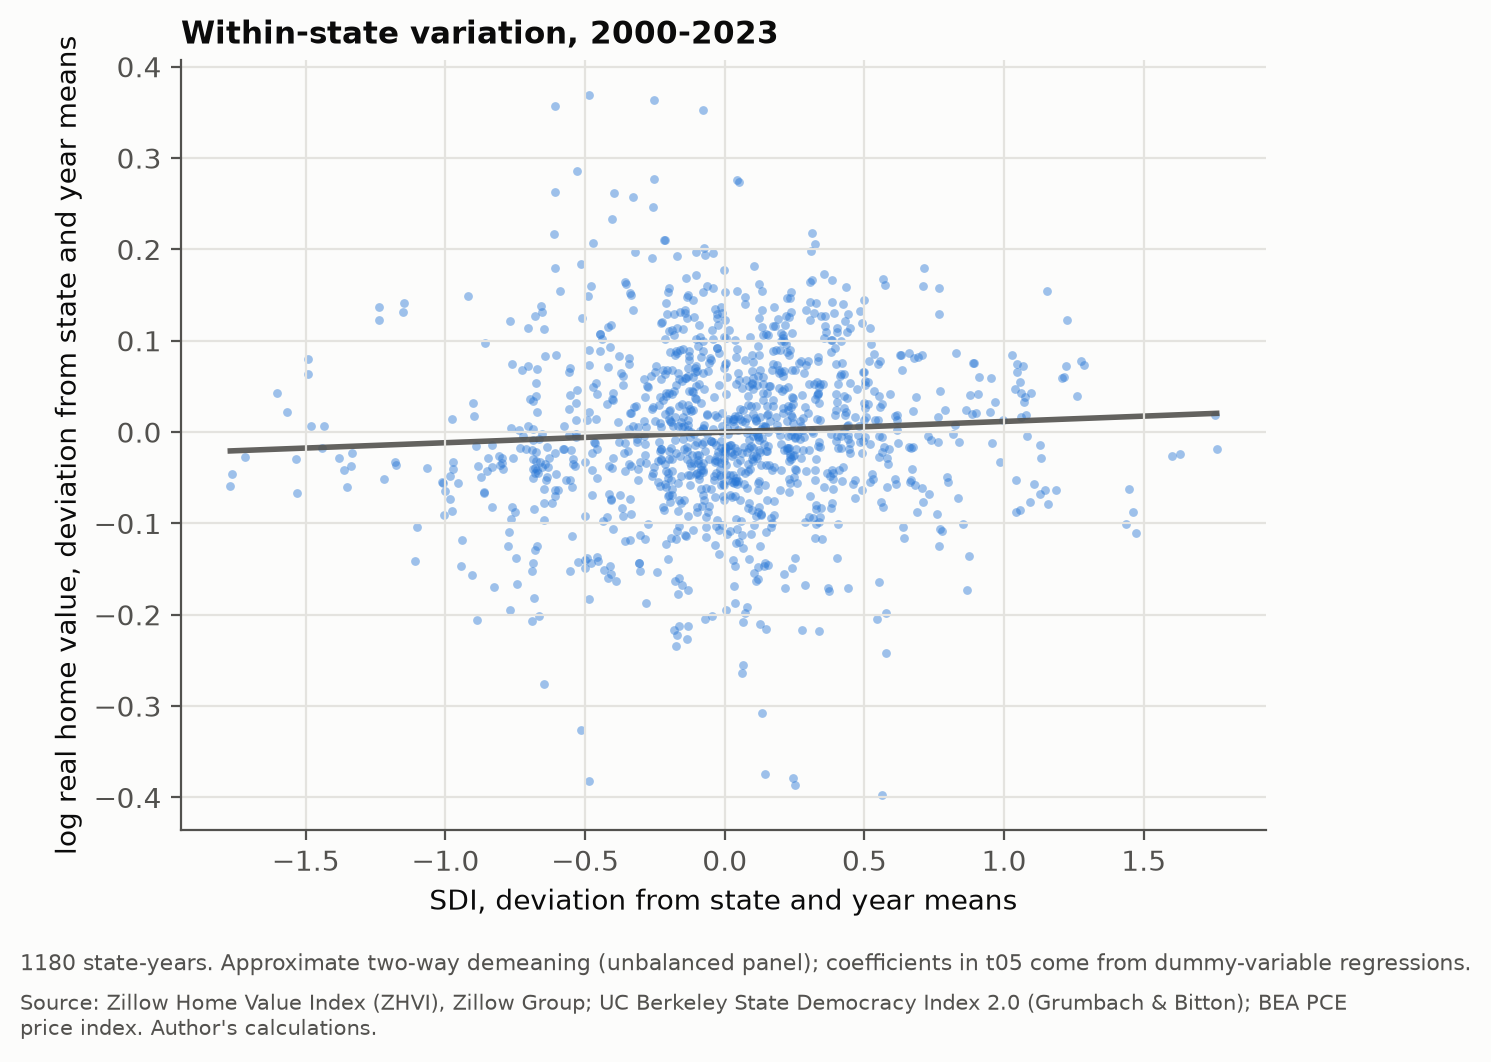 Within-state variation, 2000-2023
log real home value, deviation from state and year means
0.4
0.3
0.2
0.1
0.0
−0.1
−0.2
−0.3
−0.4
−1.5
−1.0
−0.5
0.0
0.5
1.0
1.5
SDI, deviation from state and year means
1180 state-years. Approximate two-way demeaning (unbalanced panel); coefficients in t05 come from dummy-variable regressions.
Source: Zillow Home Value Index (ZHVI), Zillow Group; UC Berkeley State Democracy Index 2.0 (Grumbach & Bitton); BEA PCE
price index. Author's calculations.